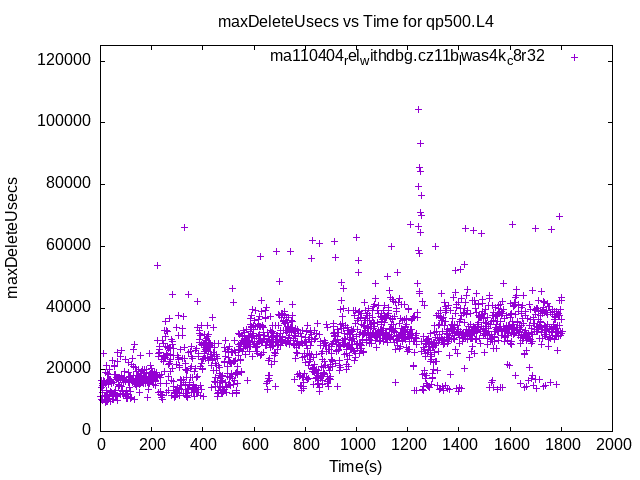 maxDeleteUsecs vs Time for qp500.L4
ma110404_rel_withdbg.cz11b_lwas4k_c8r32
120000
100000
80000
60000
40000
20000
0
maxDeleteUsecs
0 200 400 600 800 1000 1200 1400 1600 1800 2000
Time(s)